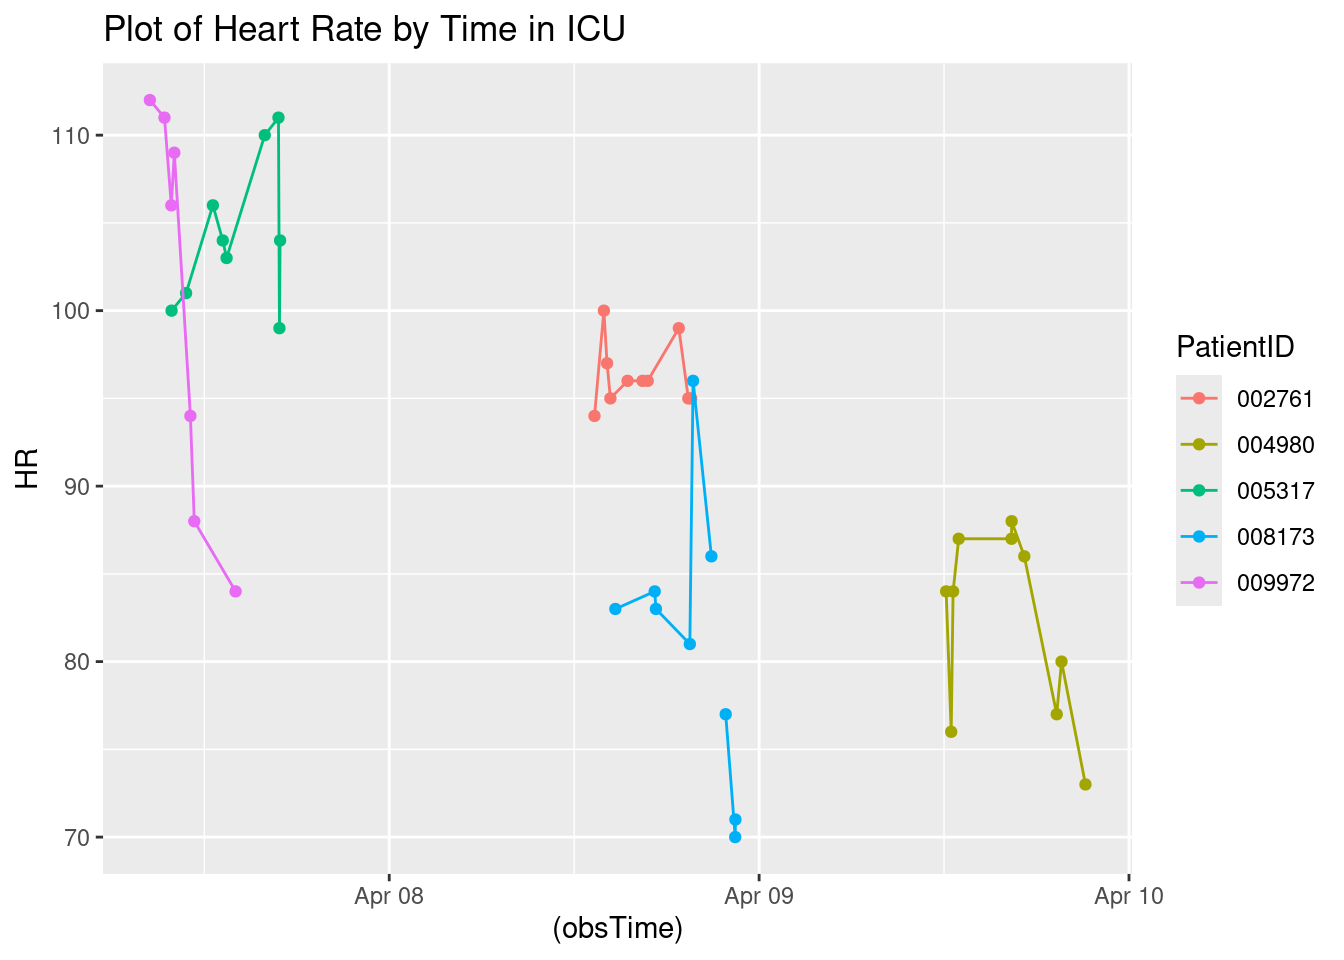 Plot of Heart Rate by Time in ICU
110
100
90
80
70
HR
Apr 08
Apr 09
Apr 10
(obsTime)
PatientID
002761
004980
005317
008173
009972